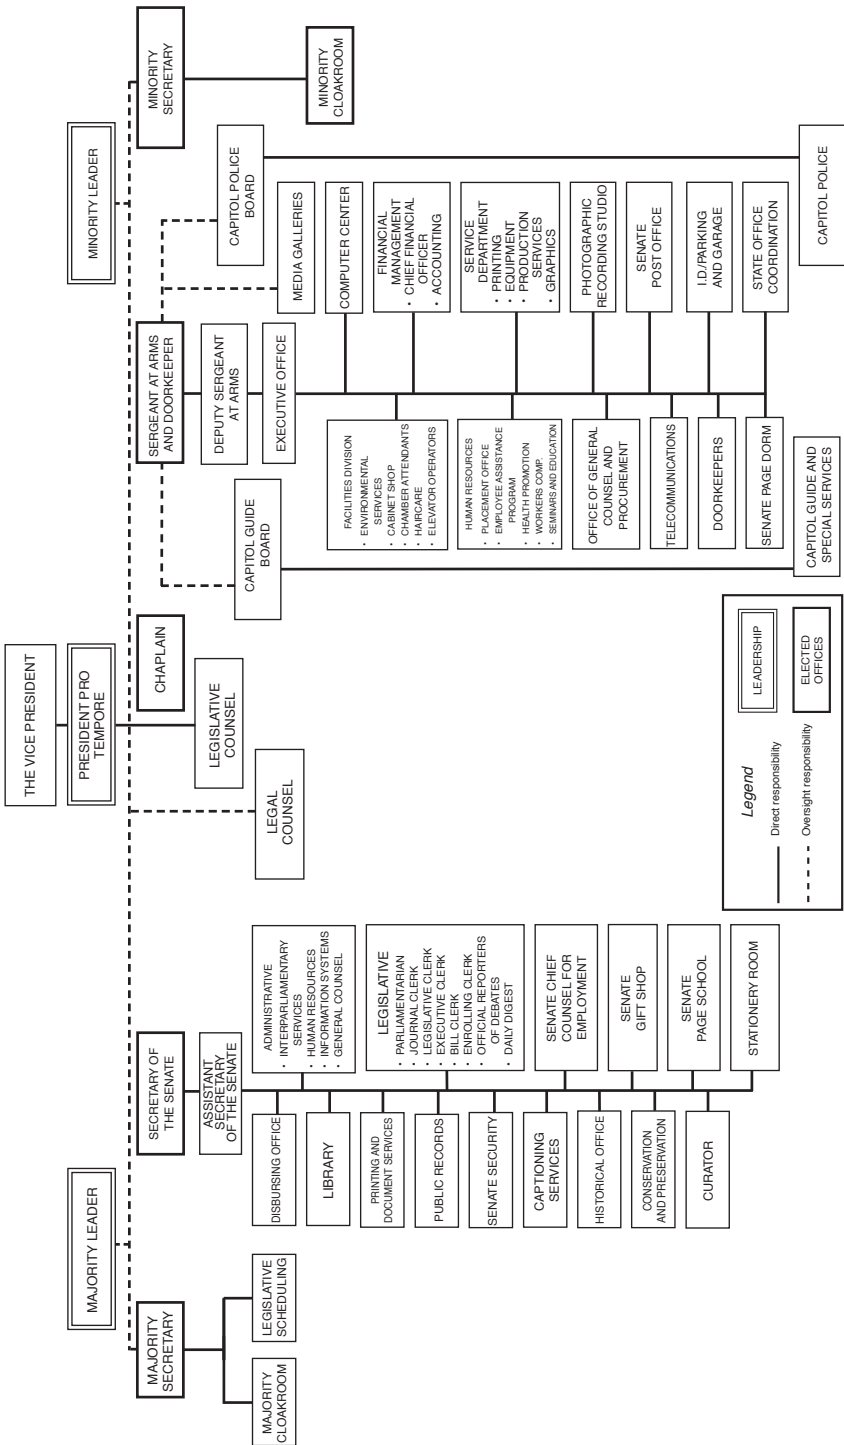 THE VICE PRESIDENT
MAJORITY LEADER
PRESIDENT PRO
TEMPORE
MINORITY LEADER
MAJORITY
SECRETARY
SECRETARY OF
THE SENATE
CHAPLAIN
SERGEANT AT ARMS
AND DOORKEEPER
MINORITY
SECRETARY
MAJORITY
CLOAKROOM
LEGISLATIVE
SCHEDULING
ASSISTANT
SECRETARY
OF THE SENATE
DISBURSING OFFICE
LIBRARY
PRINTING AND
DOCUMENT SERVICES
PUBLIC RECORDS
SENATE SECURITY
CAPTIONING
SERVICES
HISTORICAL OFFICE
CONSERVATION
AND PRESERVATION
CURATOR
ADMINISTRATIVE
• INTERPARLIAMENTARY
SERVICES
• HUMAN RESOURCES
• INFORMATION SYSTEMS
• GENERAL COUNSEL
LEGISLATIVE
• PARLIAMENTARIAN
• JOURNAL CLERK
• LEGISLATIVE CLERK
• EXECUTIVE CLERK
• BILL CLERK
• ENROLLING CLERK
• OFFICIAL REPORTERS
OF DEBATES
• DAILY DIGEST
SENATE CHIEF
COUNSEL FOR
EMPLOYMENT
SENATE
GIFT SHOP
SENATE
PAGE SCHOOL
STATIONERY ROOM
LEGAL
COUNSEL
LEGISLATIVE
COUNSEL
CAPITOL GUIDE
BOARD
DEPUTY SERGEANT
AT ARMS
EXECUTIVE OFFICE
MEDIA GALLERIES
CAPITOL POLICE
BOARD
MINORITY
CLOAKROOM
FACILITIES DIVISION
• ENVIRONMENTAL
SERVICES
• CABINET SHOP
• CHAMBER ATTENDANTS
• HAIRCARE
• ELEVATOR OPERATORS
HUMAN RESOURCES
• PLACEMENT OFFICE
• EMPLOYEE ASSISTANCE
PROGRAM
• HEALTH PROMOTION
• WORKERS COMP.
• SEMINARS AND EDUCATION
OFFICE OF GENERAL
COUNSEL AND
PROCUREMENT
TELECOMMUNICATIONS
DOORKEEPERS
SENATE PAGE DORM
COMPUTER CENTER
FINANCIAL
MANAGEMENT
• CHIEF FINANCIAL
OFFICER
• ACCOUNTING
SERVICE
DEPARTMENT
• PRINTING
• EQUIPMENT
• PRODUCTION
SERVICES
• GRAPHICS
PHOTOGRAPHIC
RECORDING STUDIO
SENATE
POST OFFICE
I.D./PARKING
AND GARAGE
STATE OFFICE
COORDINATION
CAPITOL GUIDE AND
SPECIAL SERVICES
CAPITOL POLICE
Legend
Direct responsibility
Oversight responsibility
LEADERSHIP
ELECTED
OFFICES